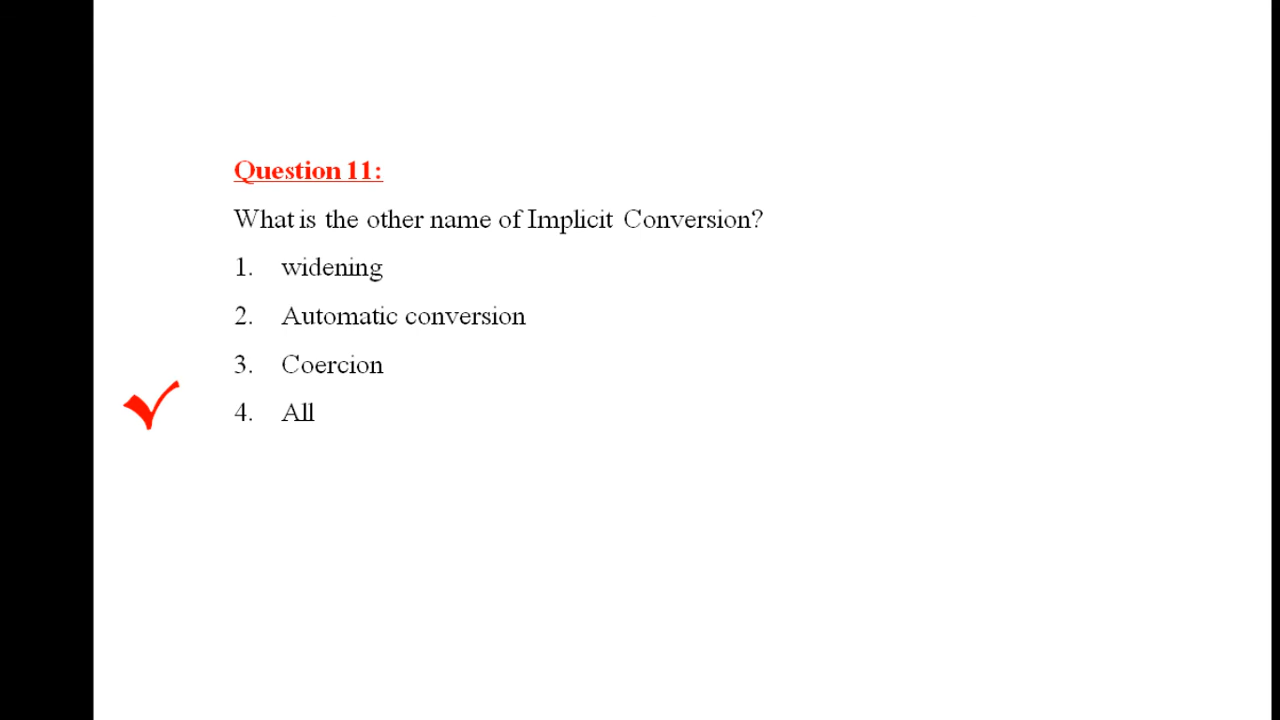 Question 11:
What is the other name of Implicit Conversion?
1. widening
2. Automatic conversion
3. Coercion
4. All